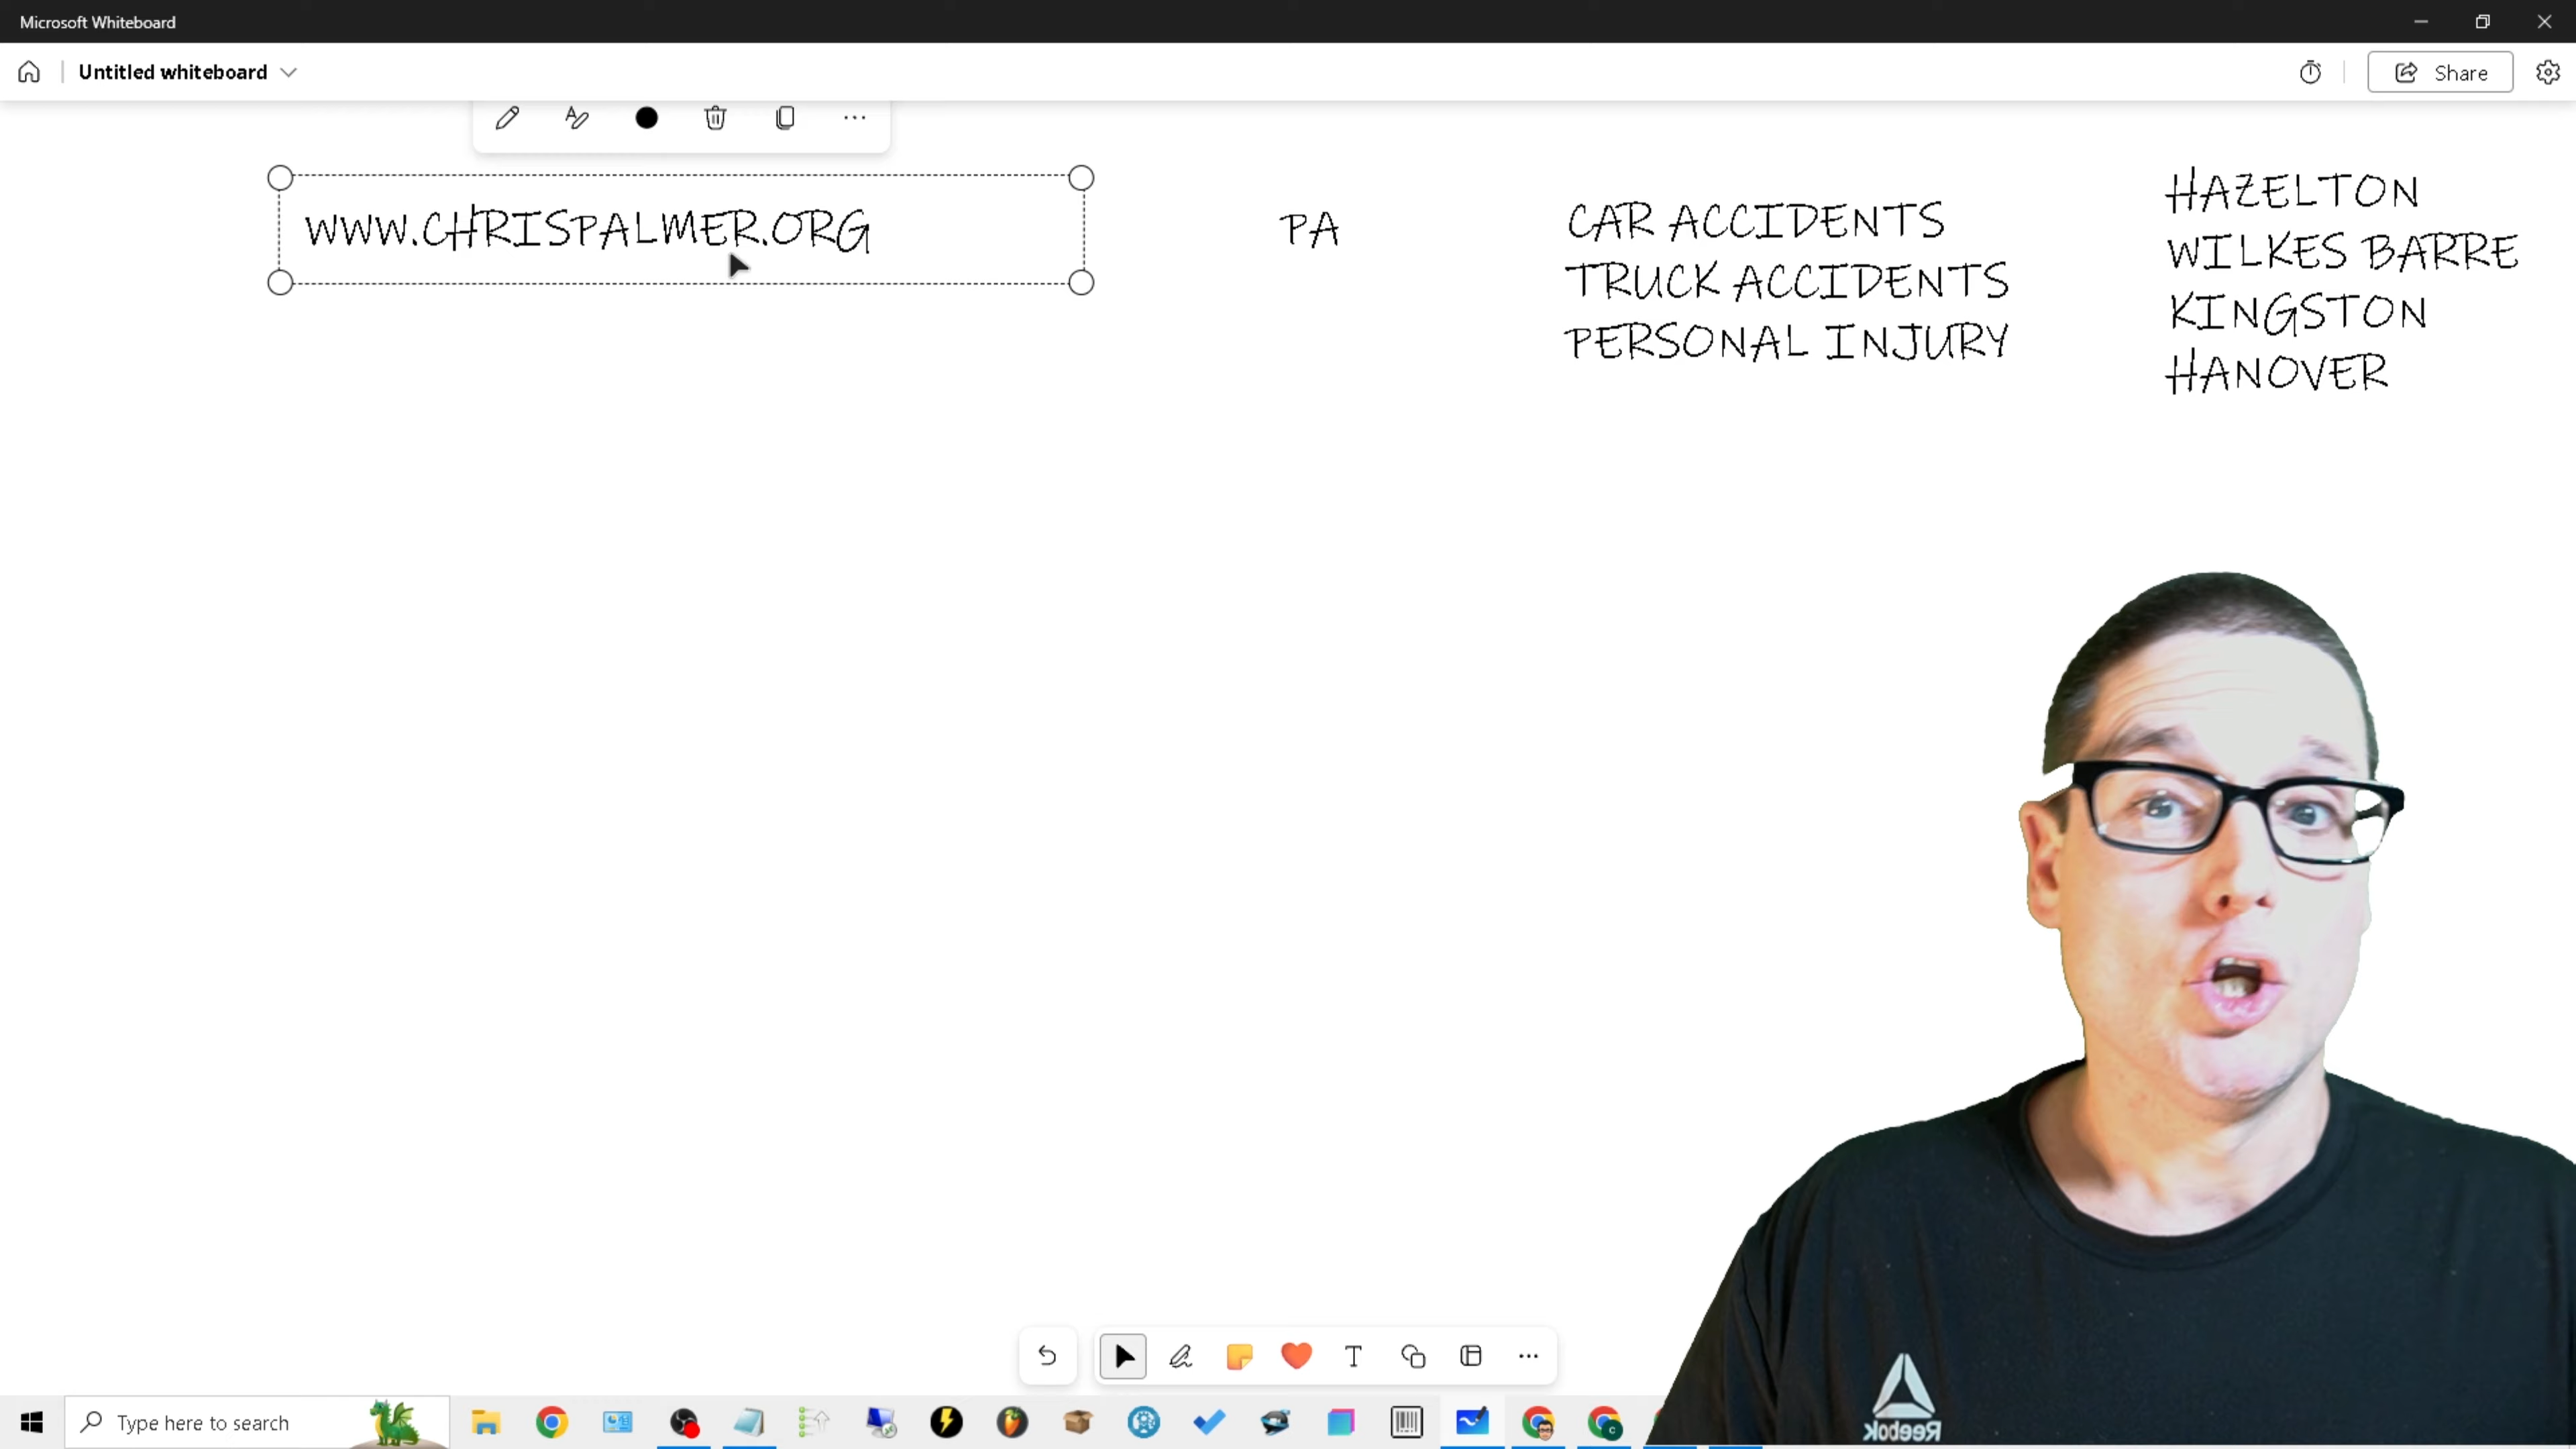 Microsoft Whiteboard
Untitled whiteboard
Share
WWW.CHRISPALMER.ORG
PA
CAR ACCIDENTS
TRUCK ACCIDENTS
PERSONAL INJURY
HAZELTON
WILKES BARRE
KINGSTON
HANOVER
Reebok
Type here to search